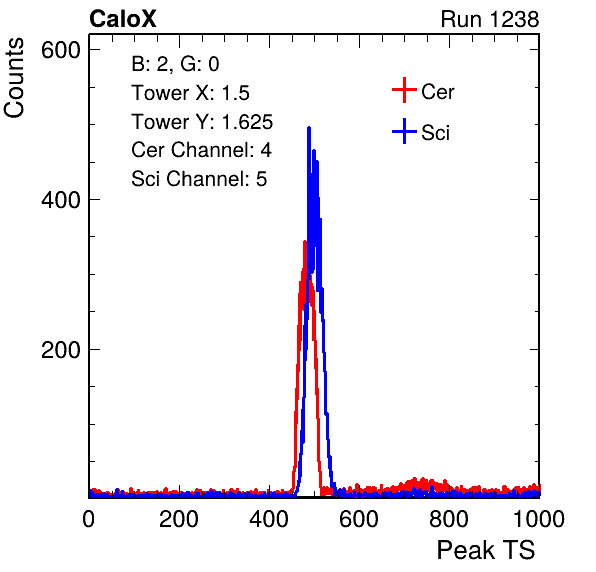 CaloX Run 1238
Counts
600
400
200
B: 2, G: 0
Tower X: 1.5
Tower Y: 1.625
Cer Channel: 4
Sci Channel: 5
Cer
Sci
0 200 400 600 800 1000
Peak TS